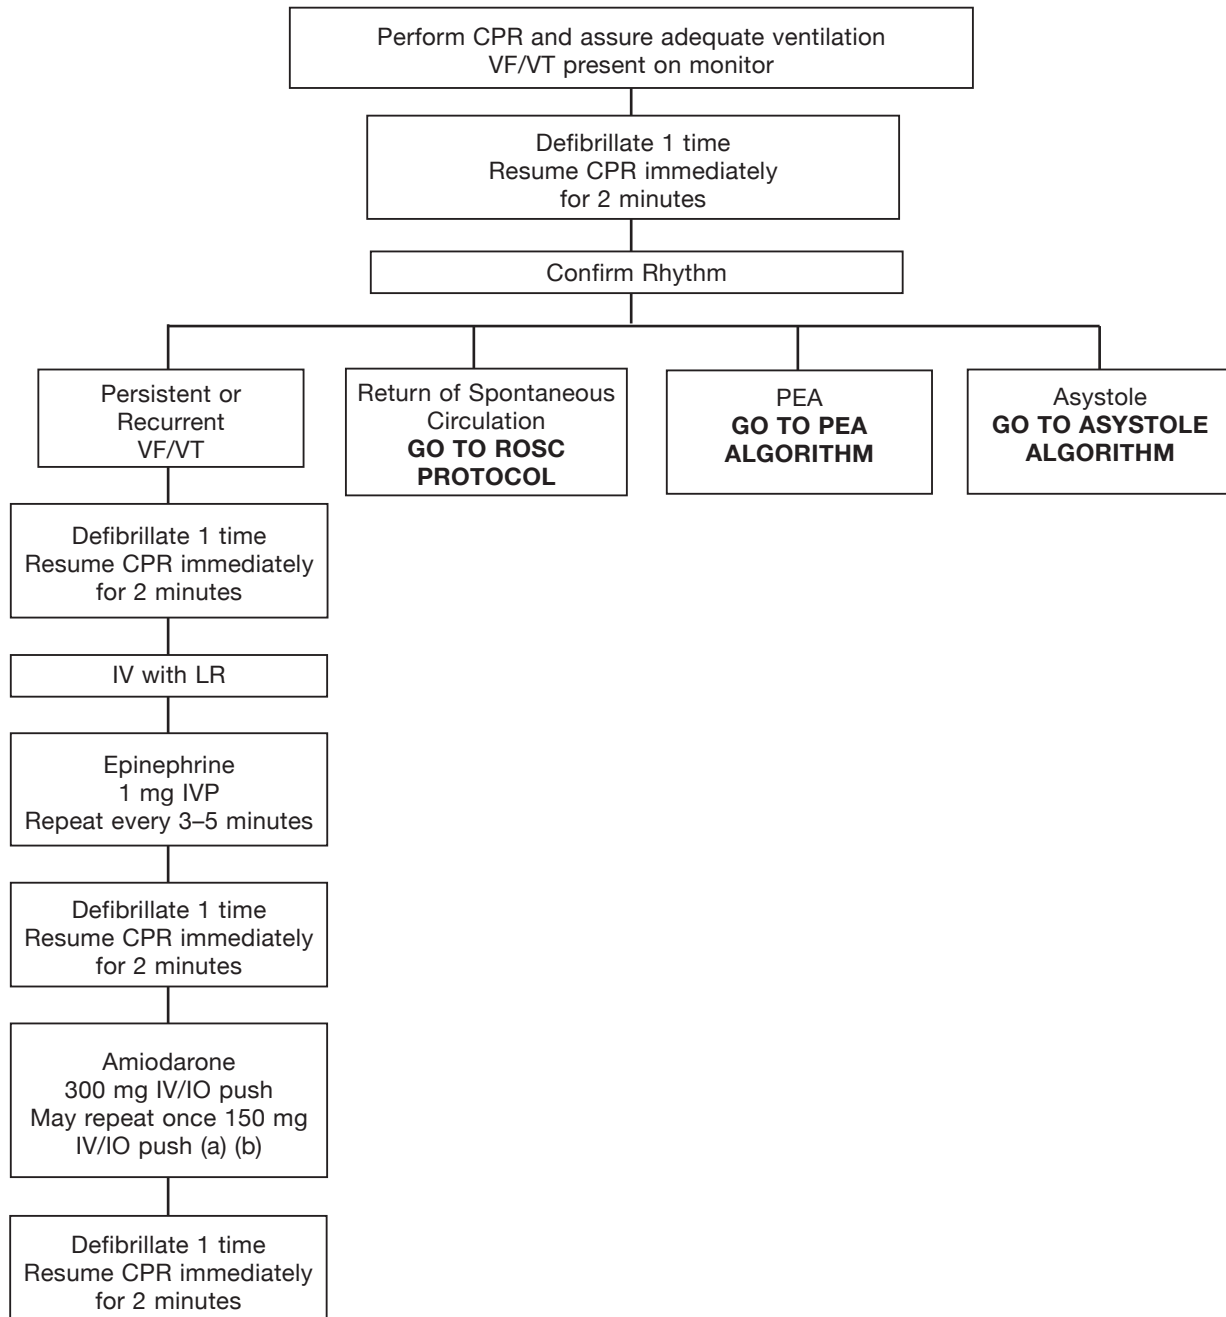 Perform CPR and assure adequate ventilation
VF/VT present on monitor
Defibrillate 1 time
Resume CPR immediately
for 2 minutes
Confirm Rhythm
Persistent or
Recurrent
VF/VT
Return of Spontaneous
Circulation
GO TO ROSC
PROTOCOL
PEA
GO TO PEA
ALGORITHM
Asystole
GO TO ASYSTOLE
ALGORITHM
Defibrillate 1 time
Resume CPR immediately
for 2 minutes
IV with LR
Epinephrine
1 mg IVP
Repeat every 3–5 minutes
Defibrillate 1 time
Resume CPR immediately
for 2 minutes
Amiodarone
300 mg IV/IO push
May repeat once 150 mg
IV/IO push (a) (b)
Defibrillate 1 time
Resume CPR immediately
for 2 minutes